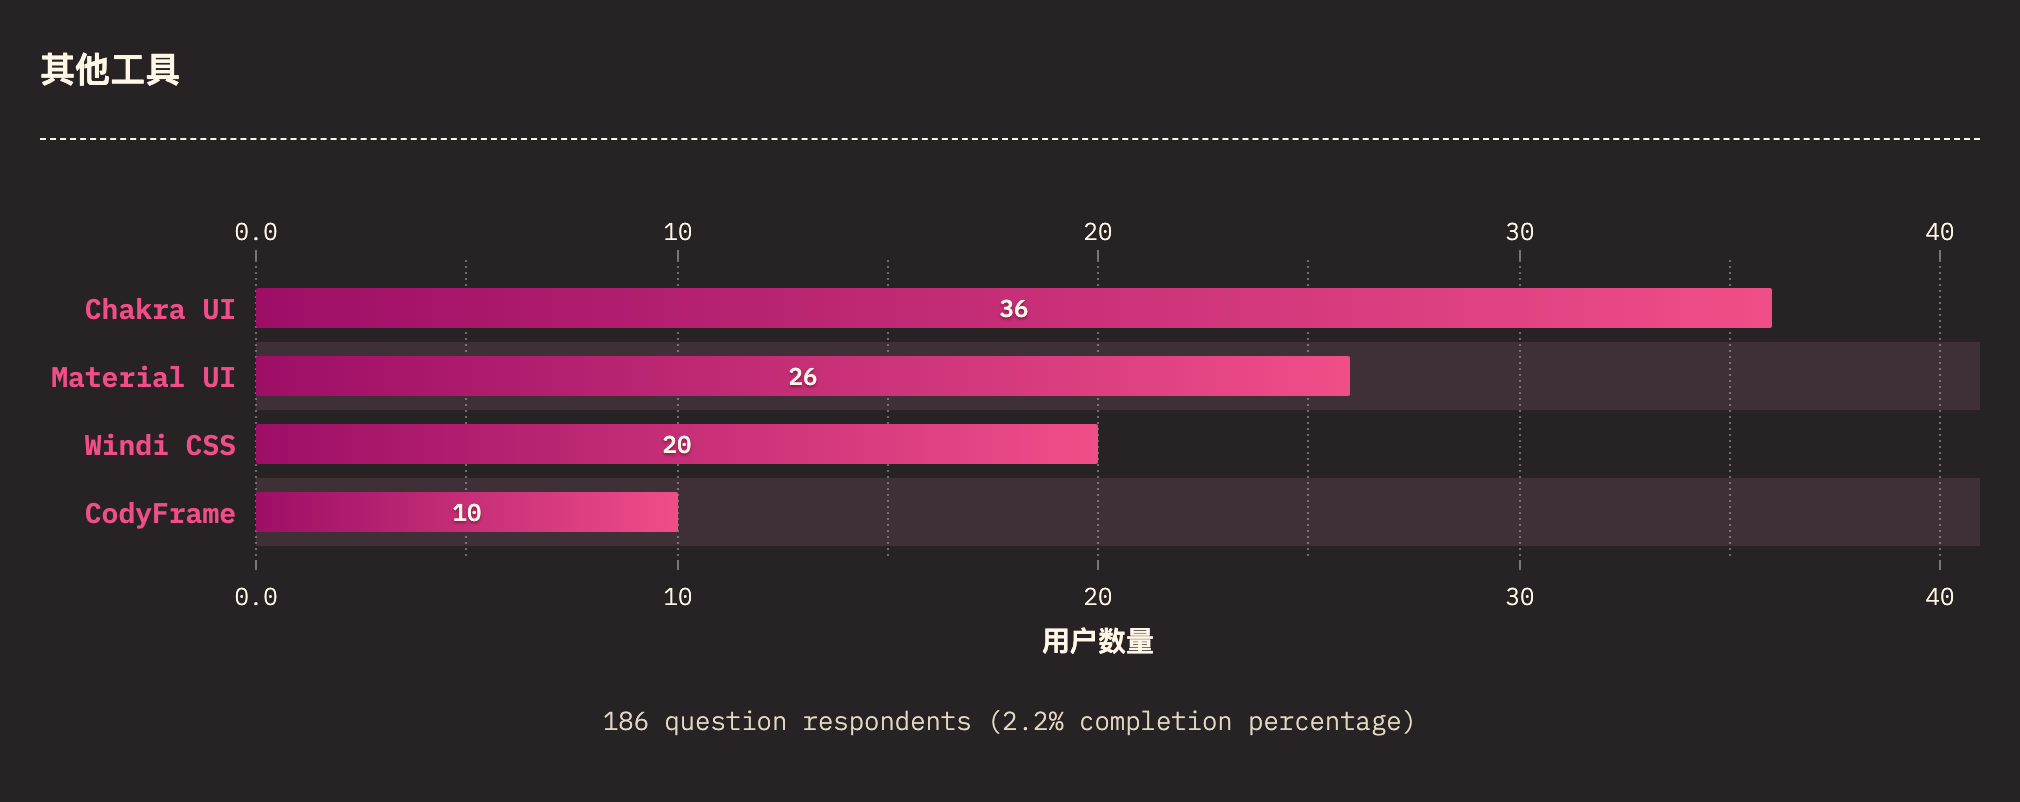 其他工具
0.0 10 20 30 40
Chakra UI 36
Material UI 26
Windi CSS 20
CodyFrame 10
0.0 10 20 30 40
用户数量
186 question respondents (2.2% completion percentage)